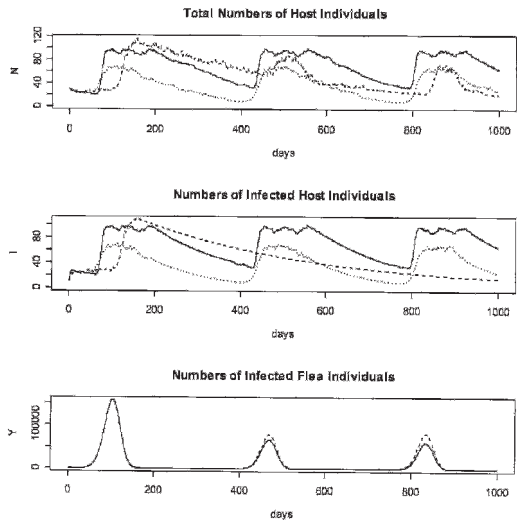 Total Numbers of Host Individuals
N
0 40 80 120
0 200 400 600 800 1000
days
Numbers of Infected Host Individuals
I
0 40 80
0 200 400 600 800 1000
days
Numbers of Infected Flea Individuals
Y
0 100000
0 200 400 600 800 1000
days